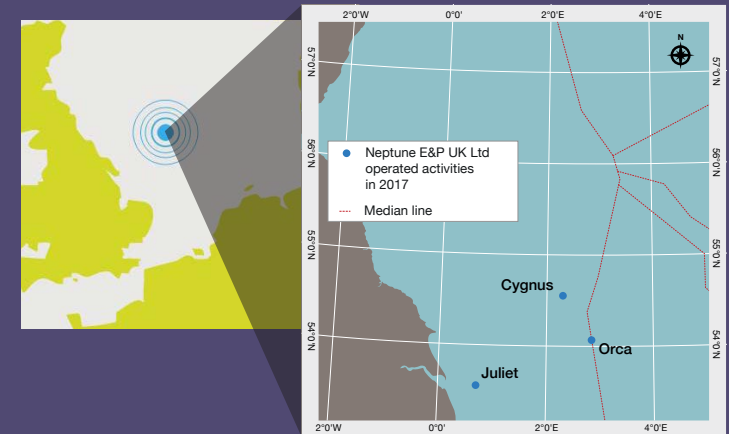 2°0'W 0°0' 2°0'E 4°0'E
N
57°0'N 57°0'N
56°0'N 56°0'N
Neptune E&P UK Ltd
operated activities
in 2017
Median line
55°0'N 55°0'N
Cygnus
54°0'N 54°0'N
Orca
Juliet
2°0'W 0°0' 2°0'E 4°0'E